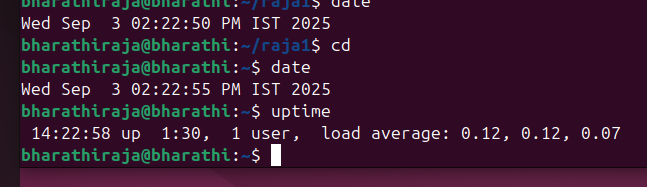 bharathiraja@bharathi:~/raja1$ date
Wed Sep  3 02:22:50 PM IST 2025
bharathiraja@bharathi:~/raja1$ cd
bharathiraja@bharathi:~$ date
Wed Sep  3 02:22:55 PM IST 2025
bharathiraja@bharathi:~$ uptime
 14:22:58 up  1:30,  1 user,  load average: 0.12, 0.12, 0.07
bharathiraja@bharathi:~$